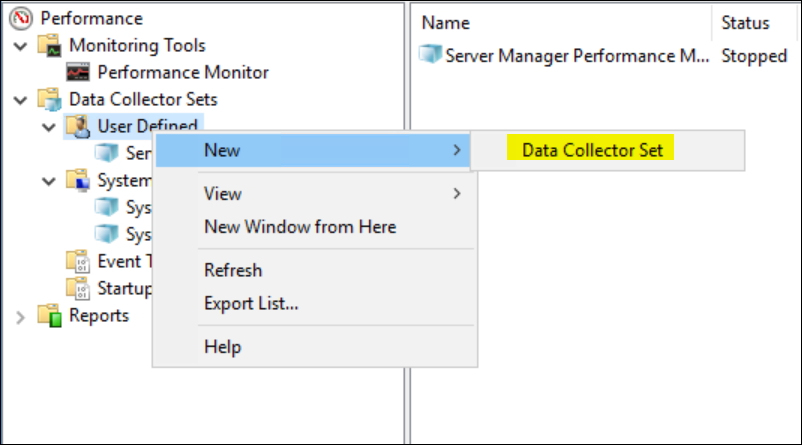 Performance
Monitoring Tools
Performance Monitor
Data Collector Sets
User Defined
Ser
System
Sys
Sys
Event T
Startup
Reports
New
Data Collector Set
View
New Window from Here
Refresh
Export List...
Help
Name Status
Server Manager Performance M... Stopped